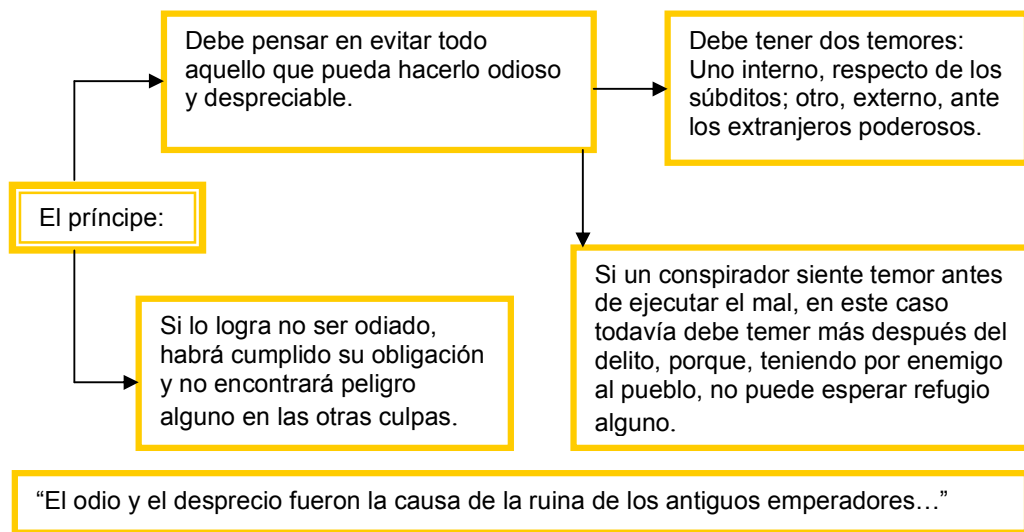 Debe pensar en evitar todo
aquello que pueda hacerlo odioso
y despreciable.
Debe tener dos temores:
Uno interno, respecto de los
súbditos; otro, externo, ante
los extranjeros poderosos.
El príncipe:
Si un conspirador siente temor antes
de ejecutar el mal, en este caso
todavía debe temer más después del
delito, porque, teniendo por enemigo
al pueblo, no puede esperar refugio
alguno.
Si lo logra no ser odiado,
habrá cumplido su obligación
y no encontrará peligro
alguno en las otras culpas.
“El odio y el desprecio fueron la causa de la ruina de los antiguos emperadores…”